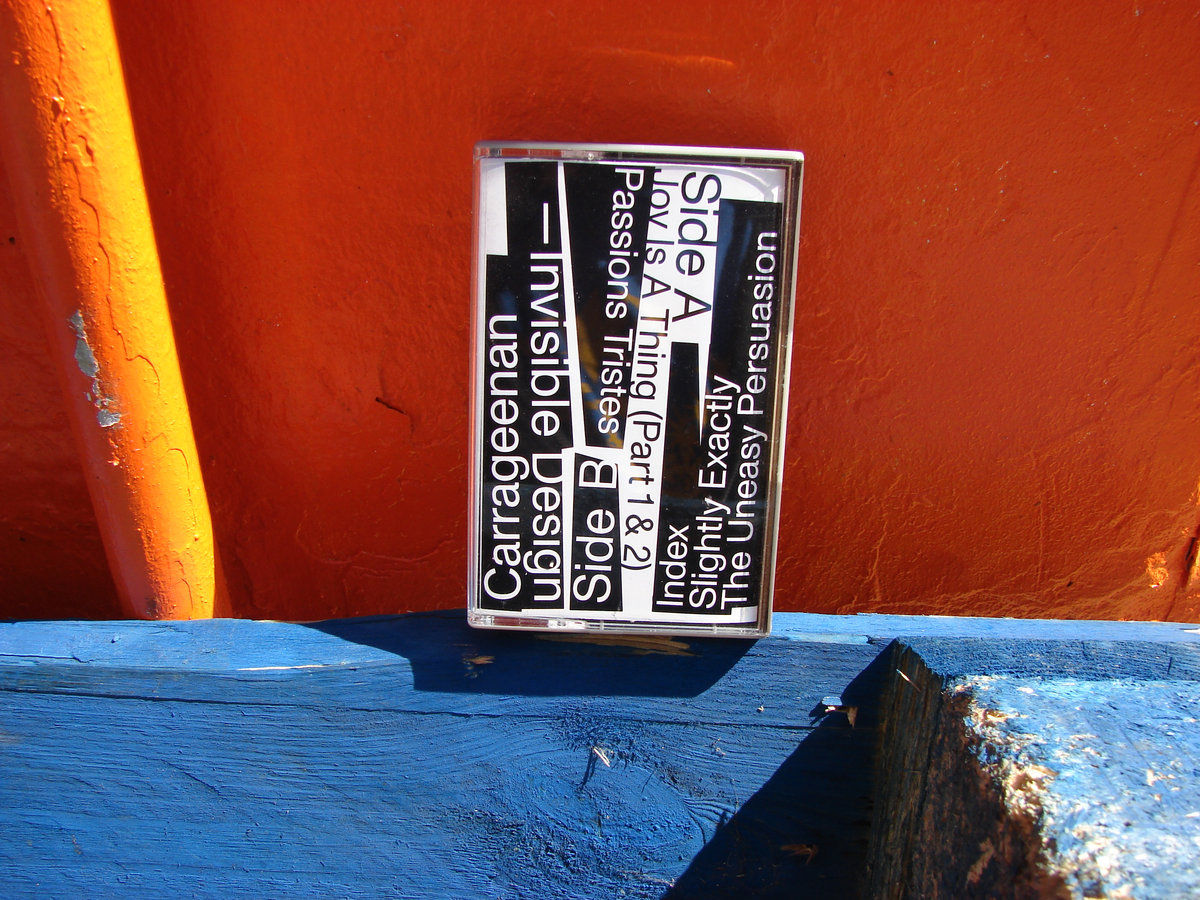 Carrageenan
— Invisible Design
Side B
Passions Tristes
Joy Is A Thing (Part 1 & 2)
Side A
Index
Slightly Exactly
The Uneasy Persuasion